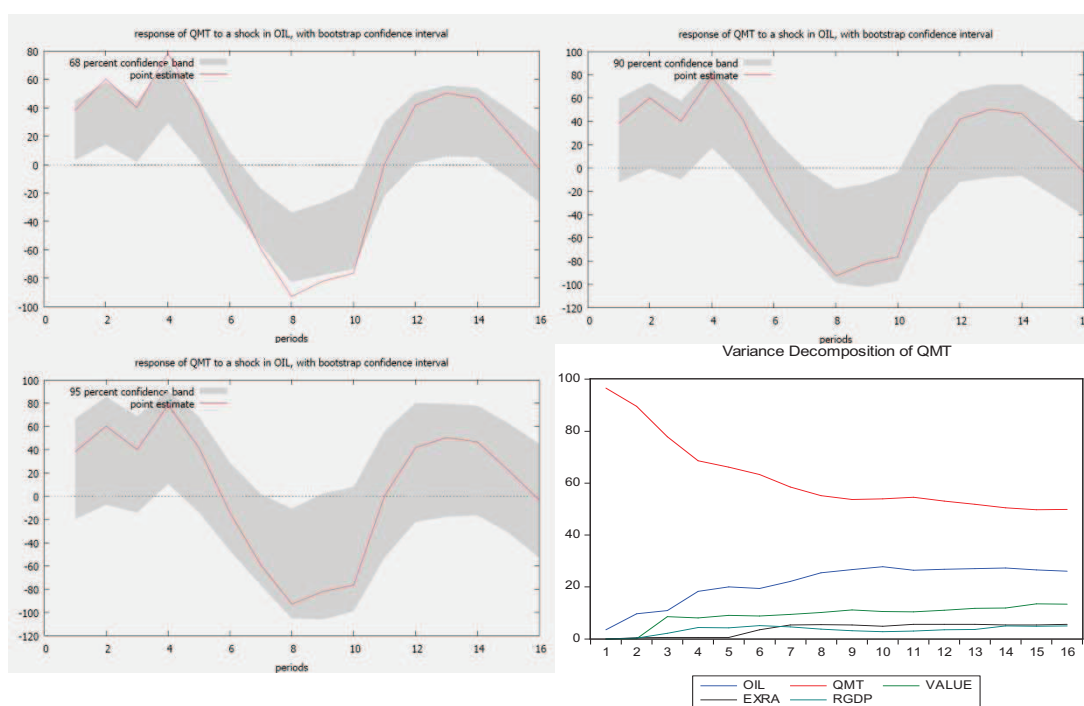 response of QMT to a shock in OIL, with bootstrap confidence interval
80
60
40
20
0
-20
-40
-60
-80
-100
68 percent confidence band
point estimate
0 2 4 6 8 10 12 14 16
periods
response of QMT to a shock in OIL, with bootstrap confidence interval
100
80
60
40
20
0
-20
-40
-60
-80
-100
-120
90 percent confidence band
point estimate
0 2 4 6 8 10 12 14 16
periods
response of QMT to a shock in OIL, with bootstrap confidence interval
100
80
60
40
20
0
-20
-40
-60
-80
-100
-120
95 percent confidence band
point estimate
0 2 4 6 8 10 12 14 16
periods
Variance Decomposition of QMT
100
80
60
40
20
0
1 2 3 4 5 6 7 8 9 10 11 12 13 14 15 16
OIL QMT VALUE
EXRA RGDP